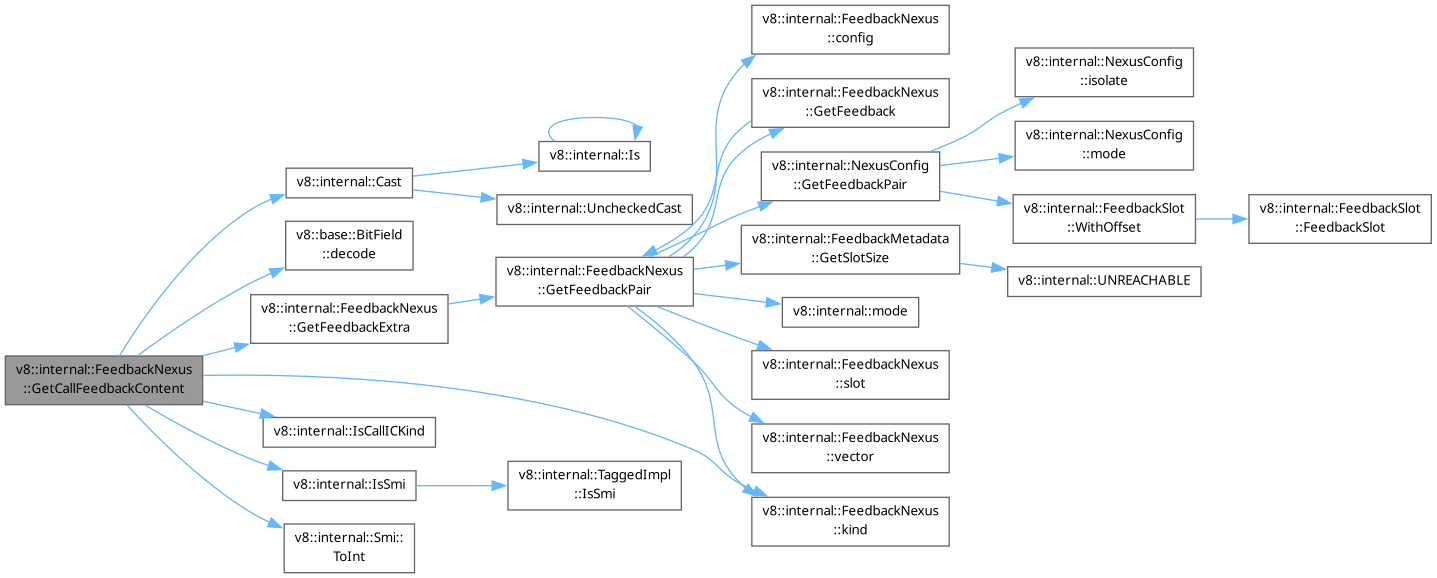 v8::internal::FeedbackNexus
::GetCallFeedbackContent
v8::internal::Cast
v8::base::BitField
::decode
v8::internal::FeedbackNexus
::GetFeedbackExtra
v8::internal::IsCallICKind
v8::internal::IsSmi
v8::internal::Smi::
ToInt
v8::internal::Is
v8::internal::UncheckedCast
v8::internal::FeedbackNexus
::GetFeedbackPair
v8::internal::TaggedImpl
::IsSmi
v8::internal::FeedbackNexus
::config
v8::internal::FeedbackNexus
::GetFeedback
v8::internal::NexusConfig
::GetFeedbackPair
v8::internal::FeedbackMetadata
::GetSlotSize
v8::internal::mode
v8::internal::FeedbackNexus
::slot
v8::internal::FeedbackNexus
::vector
v8::internal::FeedbackNexus
::kind
v8::internal::NexusConfig
::isolate
v8::internal::NexusConfig
::mode
v8::internal::FeedbackSlot
::WithOffset
v8::internal::UNREACHABLE
v8::internal::FeedbackSlot
::FeedbackSlot